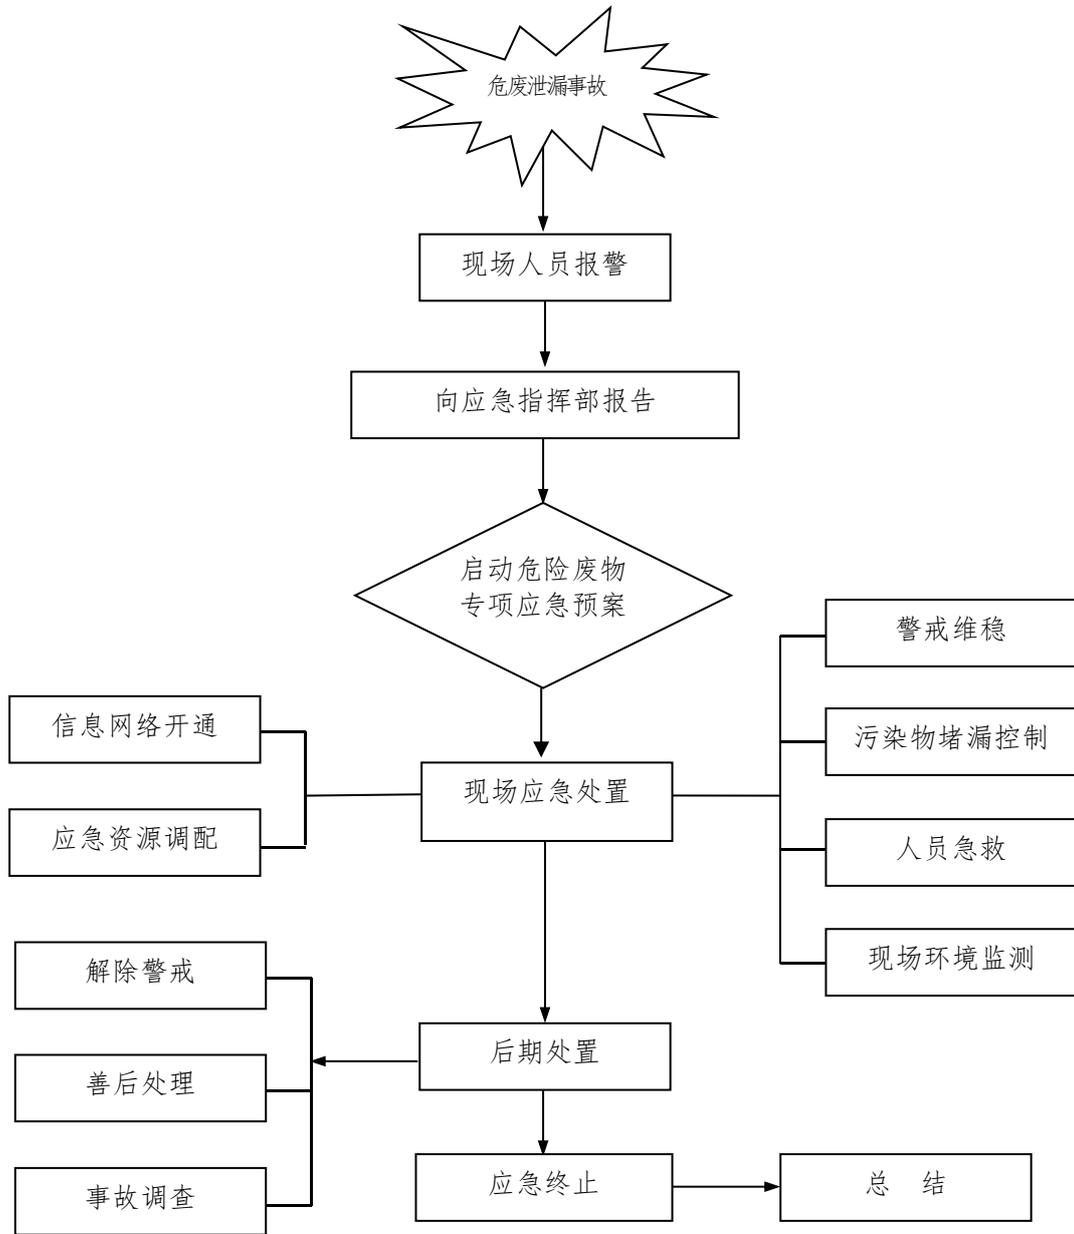 危废泄漏事故
现场人员报警
向应急指挥部报告
启动危险废物
专项应急预案
警戒维稳
信息网络开通
污染物堵漏控制
现场应急处置
应急资源调配
人员急救
现场环境监测
解除警戒
后期处置
善后处理
应急终止
总 结
事故调查